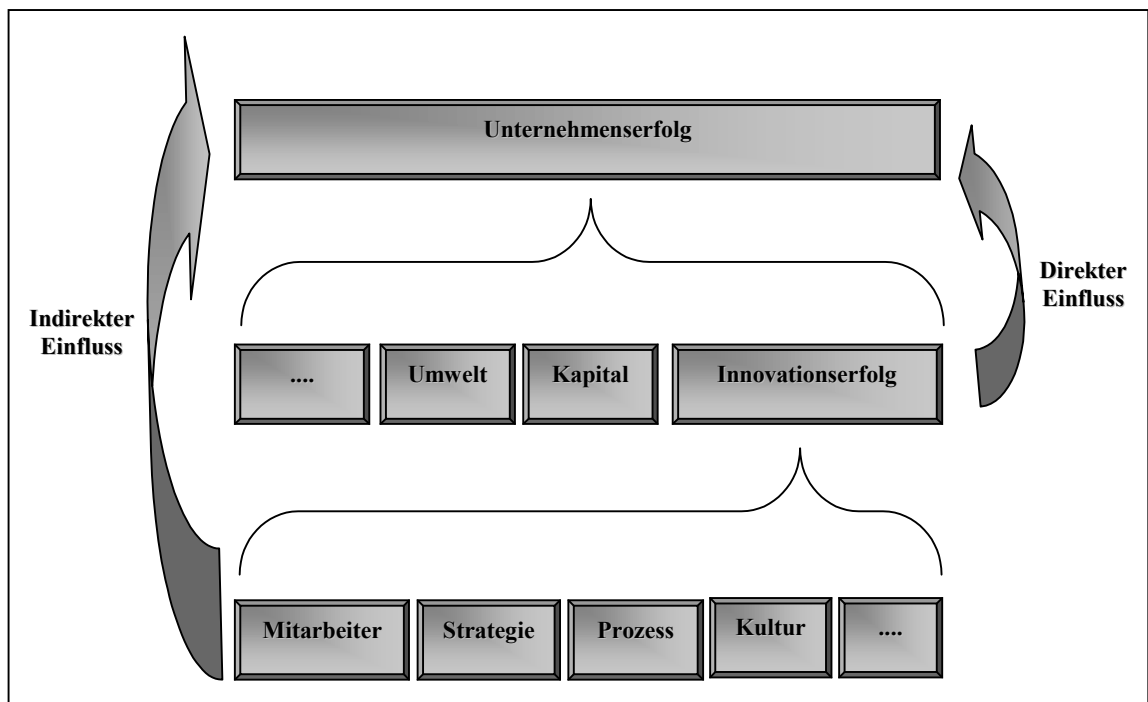 Unternehmenserfolg
Direkter
Einfluss
Indirekter
Einfluss
....
Umwelt
Kapital
Innovationserfolg
Mitarbeiter
Strategie
Prozess
Kultur
....